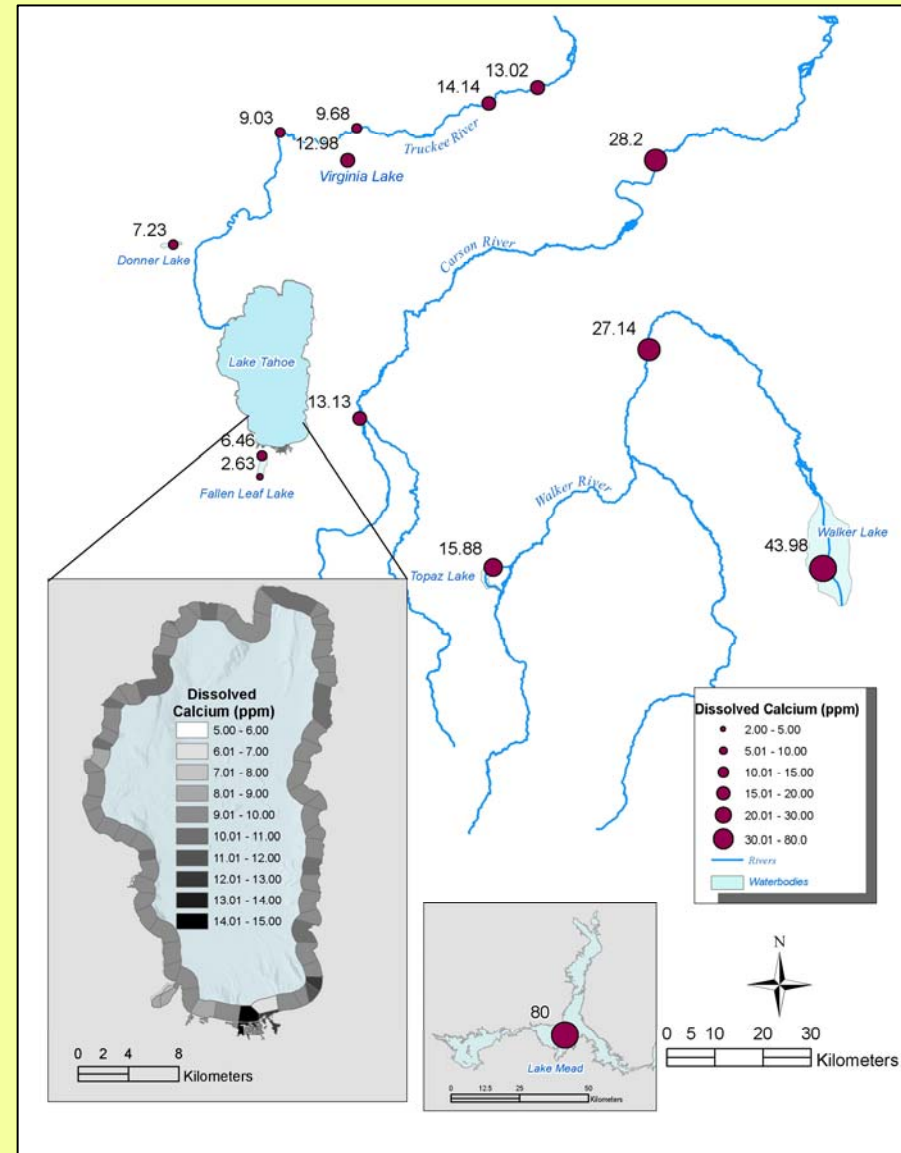 13.02
14.14
9.68
9.03
Truckee River
12.98
Virginia Lake
28.2
7.23
Donner Lake
Carson River
Lake Tahoe
27.14
13.13
6.46
2.63
Fallen Leaf Lake
Walker River
15.88
Topaz Lake
Walker Lake
43.98
Dissolved
Calcium (ppm)
5.00 - 6.00
6.01 - 7.00
7.01 - 8.00
8.01 - 9.00
9.01 - 10.00
10.01 - 11.00
11.01 - 12.00
12.01 - 13.00
13.01 - 14.00
14.01 - 15.00
0 2 4 8
Kilometers
Dissolved Calcium (ppm)
2.00 - 5.00
5.01 - 10.00
10.01 - 15.00
15.01 - 20.00
20.01 - 30.00
30.01 - 80.0
Rivers
Waterbodies
80
Lake Mead
0 12.5 25 50
Kilometers
N
0 5 10 20 30
Kilometers